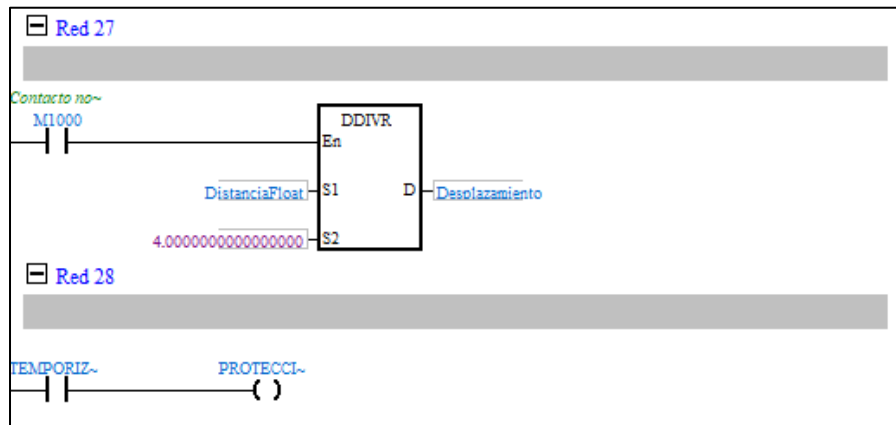 Red 27
Contacto no~
M1000
DDIVR
En
DistanciaFloat S1 D Desplazamiento
4.0000000000000000 S2
Red 28
TEMPORIZ~ PROTECCI~